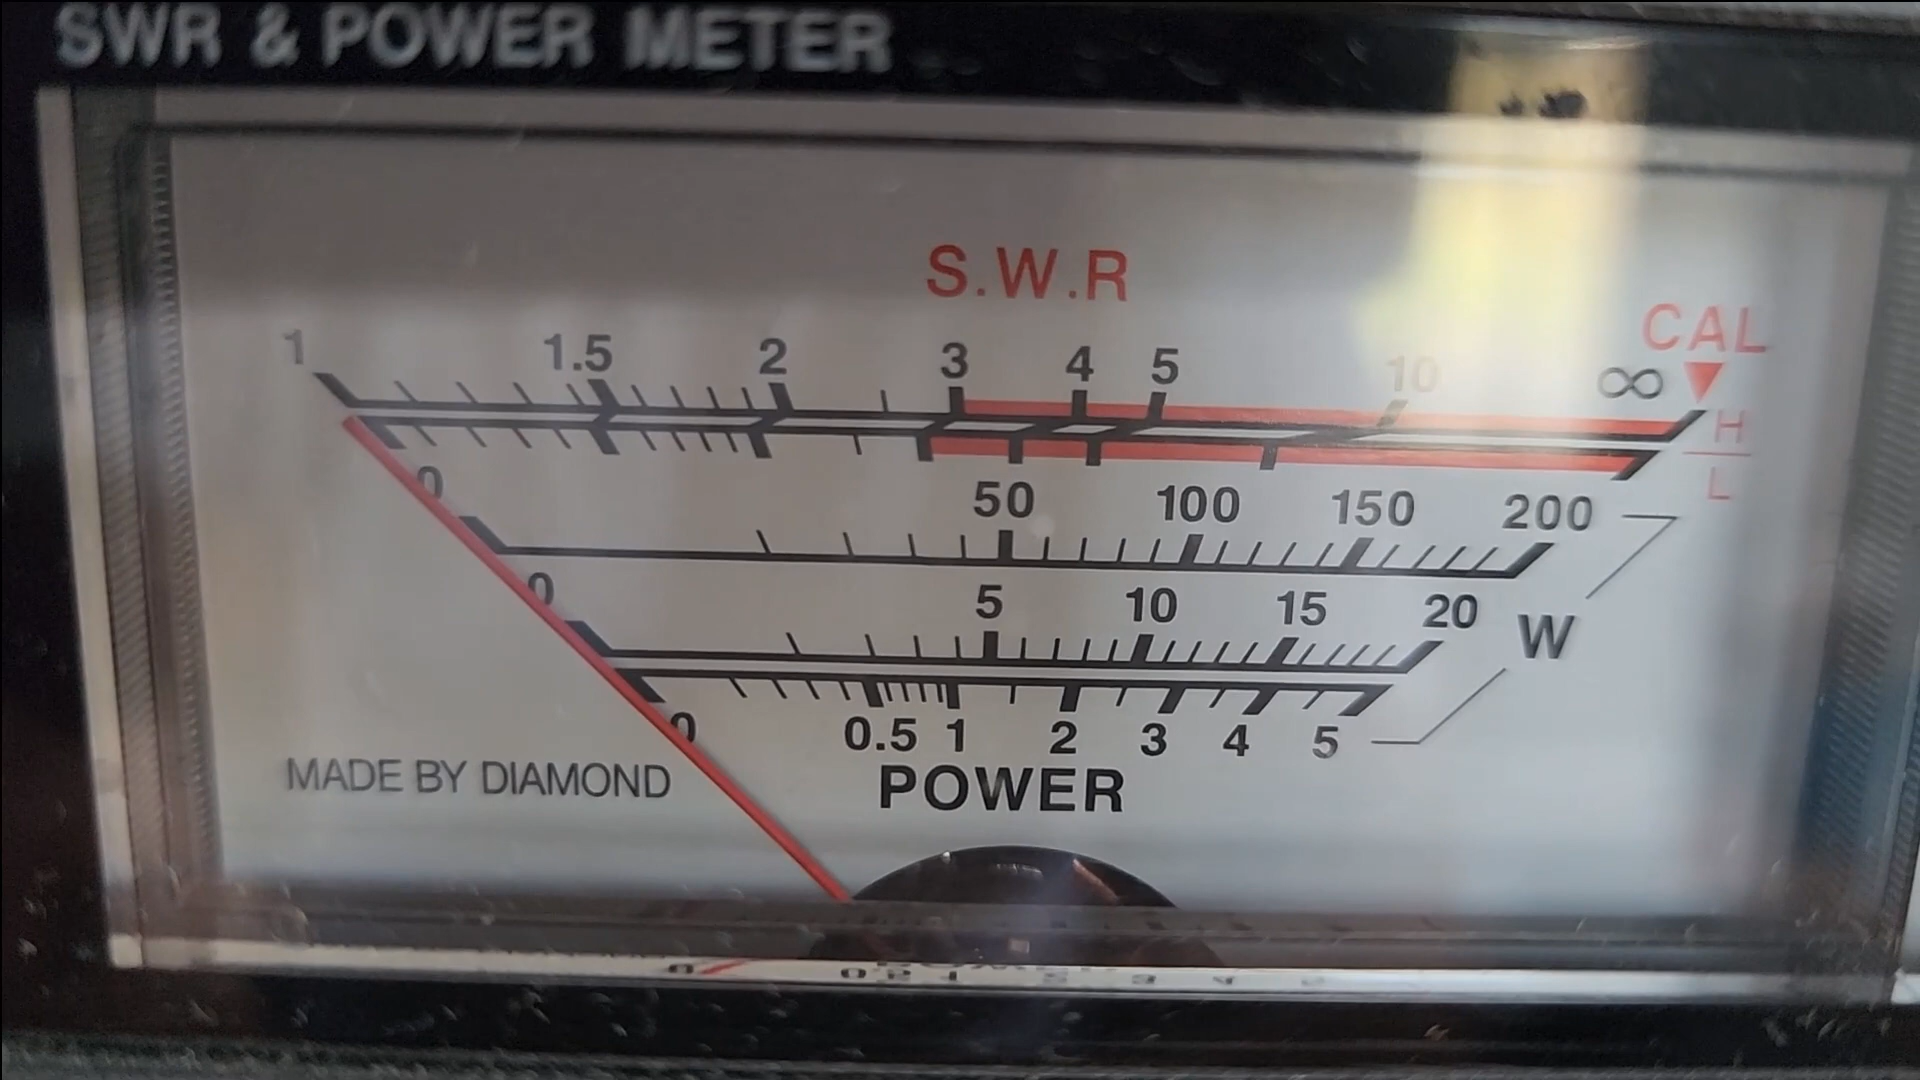 SWR & POWER METER
S.W.R
CAL
1 1.5 2 3 4 5 10 ∞
H
L
0 50 100 150 200
0 5 10 15 20
W
0 0.5 1 2 3 4 5
MADE BY DIAMOND
POWER